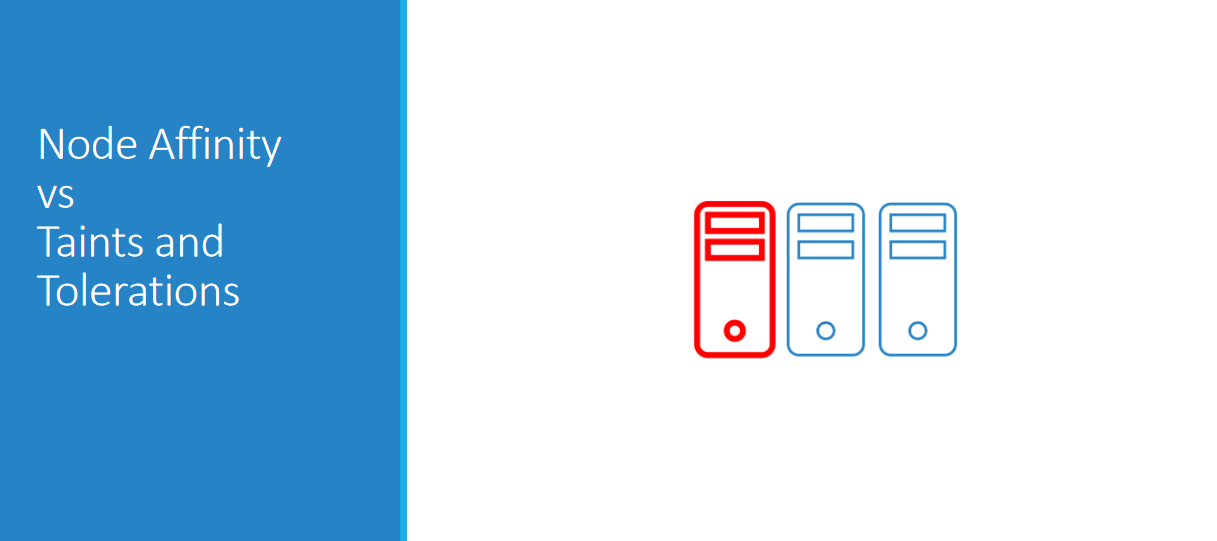 Node Affinity
vs
Taints and
Tolerations